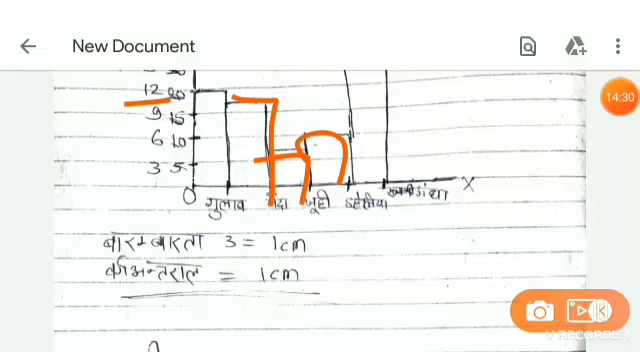 New Document
14:30
12 20
9 15
6 10
3 5
0 गुलाब गेंदा जूही डहेलिया X
बारम्बारता 3 = 1cm
वर्ग अन्तराल = 1cm
V RECORDER